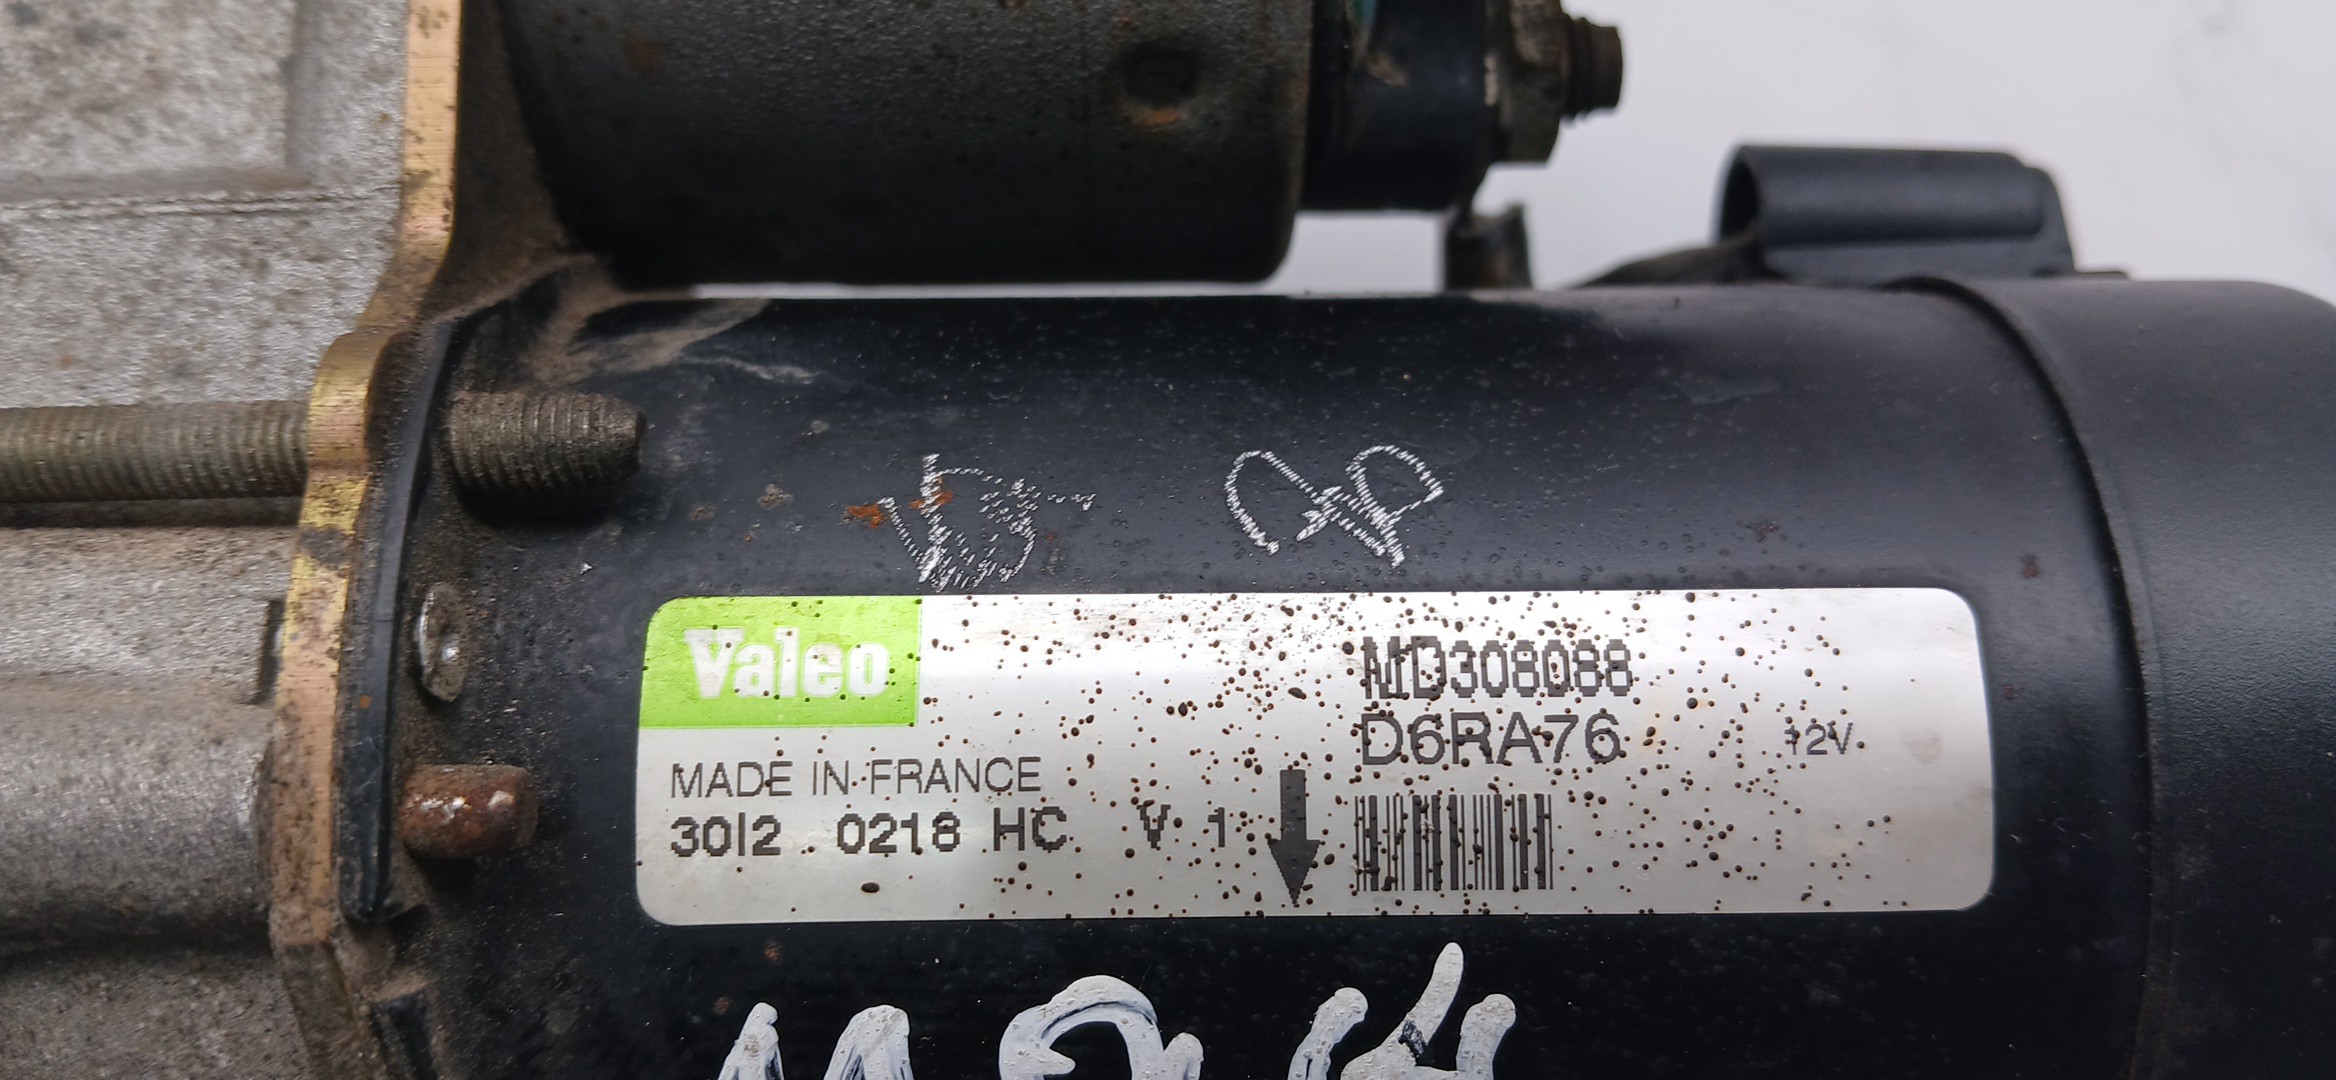 Valeo
MD308088
D6RA76 12V
MADE IN FRANCE
3012 0218 HC V 1